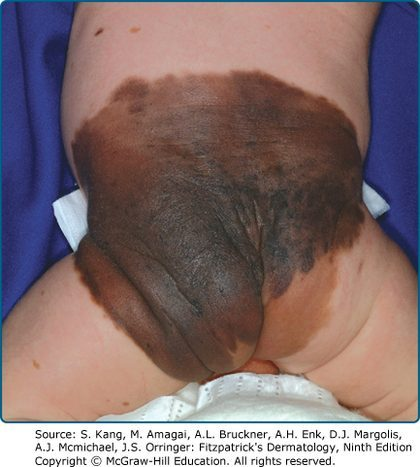 Source: S. Kang, M. Amagai, A.L. Bruckner, A.H. Enk, D.J. Margolis,
A.J. Mcmichael, J.S. Orringer: Fitzpatrick's Dermatology, Ninth Edition
Copyright © McGraw-Hill Education. All rights reserved.